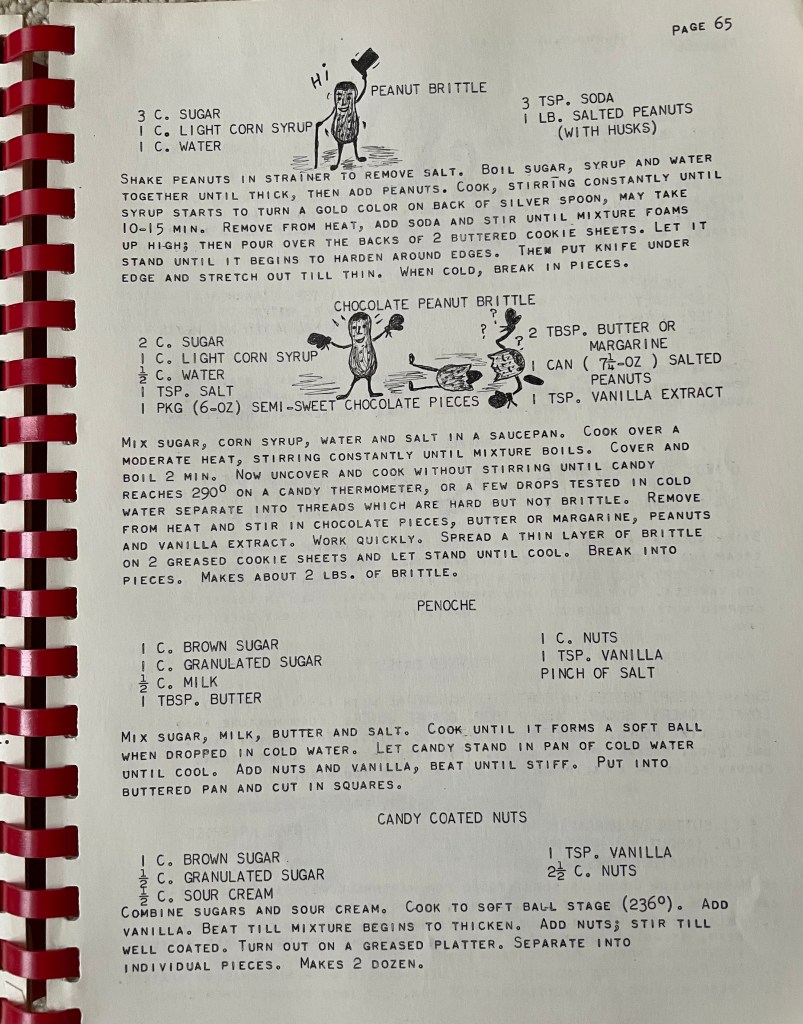 PAGE 65
HI
PEANUT BRITTLE
3 C. SUGAR
1 C. LIGHT CORN SYRUP
1 C. WATER
3 TSP. SODA
1 LB. SALTED PEANUTS
(WITH HUSKS)
SHAKE PEANUTS IN STRAINER TO REMOVE SALT. BOIL SUGAR, SYRUP AND WATER
TOGETHER UNTIL THICK, THEN ADD PEANUTS. COOK, STIRRING CONSTANTLY UNTIL
SYRUP STARTS TO TURN A GOLD COLOR ON BACK OF SILVER SPOON, MAY TAKE
10-15 MIN. REMOVE FROM HEAT, ADD SODA AND STIR UNTIL MIXTURE FOAMS
UP HIGH; THEN POUR OVER THE BACKS OF 2 BUTTERED COOKIE SHEETS. LET IT
STAND UNTIL IT BEGINS TO HARDEN AROUND EDGES. THEN PUT KNIFE UNDER
EDGE AND STRETCH OUT TILL THIN. WHEN COLD, BREAK IN PIECES.
CHOCOLATE PEANUT BRITTLE
2 C. SUGAR
1 C. LIGHT CORN SYRUP
½ C. WATER
1 TSP. SALT
1 PKG (6-OZ) SEMI-SWEET CHOCOLATE PIECES
? ? ?
2 TBSP. BUTTER OR
MARGARINE
1 CAN ( 7¼-OZ ) SALTED
PEANUTS
1 TSP. VANILLA EXTRACT
MIX SUGAR, CORN SYRUP, WATER AND SALT IN A SAUCEPAN. COOK OVER A
MODERATE HEAT, STIRRING CONSTANTLY UNTIL MIXTURE BOILS. COVER AND
BOIL 2 MIN. NOW UNCOVER AND COOK WITHOUT STIRRING UNTIL CANDY
REACHES 290º ON A CANDY THERMOMETER, OR A FEW DROPS TESTED IN COLD
WATER SEPARATE INTO THREADS WHICH ARE HARD BUT NOT BRITTLE. REMOVE
FROM HEAT AND STIR IN CHOCOLATE PIECES, BUTTER OR MARGARINE, PEANUTS
AND VANILLA EXTRACT. WORK QUICKLY. SPREAD A THIN LAYER OF BRITTLE
ON 2 GREASED COOKIE SHEETS AND LET STAND UNTIL COOL. BREAK INTO
PIECES. MAKES ABOUT 2 LBS. OF BRITTLE.
PENOCHE
1 C. BROWN SUGAR
1 C. GRANULATED SUGAR
½ C. MILK
1 TBSP. BUTTER
1 C. NUTS
1 TSP. VANILLA
PINCH OF SALT
MIX SUGAR, MILK, BUTTER AND SALT. COOK UNTIL IT FORMS A SOFT BALL
WHEN DROPPED IN COLD WATER. LET CANDY STAND IN PAN OF COLD WATER
UNTIL COOL. ADD NUTS AND VANILLA, BEAT UNTIL STIFF. PUT INTO
BUTTERED PAN AND CUT IN SQUARES.
CANDY COATED NUTS
1 C. BROWN SUGAR
½ C. GRANULATED SUGAR
½ C. SOUR CREAM
1 TSP. VANILLA
2½ C. NUTS
COMBINE SUGARS AND SOUR CREAM. COOK TO SOFT BALL STAGE (236º). ADD
VANILLA. BEAT TILL MIXTURE BEGINS TO THICKEN. ADD NUTS; STIR TILL
WELL COATED. TURN OUT ON A GREASED PLATTER. SEPARATE INTO
INDIVIDUAL PIECES. MAKES 2 DOZEN.